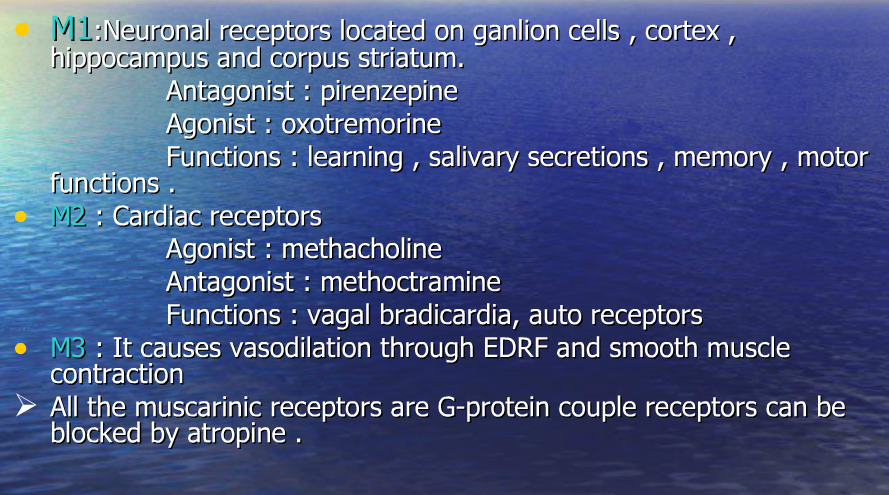 M1:Neuronal receptors located on ganlion cells , cortex ,
hippocampus and corpus striatum.
Antagonist : pirenzepine
Agonist : oxotremorine
Functions : learning , salivary secretions , memory , motor
functions .
M2 : Cardiac receptors
Agonist : methacholine
Antagonist : methoctramine
Functions : vagal bradicardia, auto receptors
M3 : It causes vasodilation through EDRF and smooth muscle
contraction
All the muscarinic receptors are G-protein couple receptors can be
blocked by atropine .